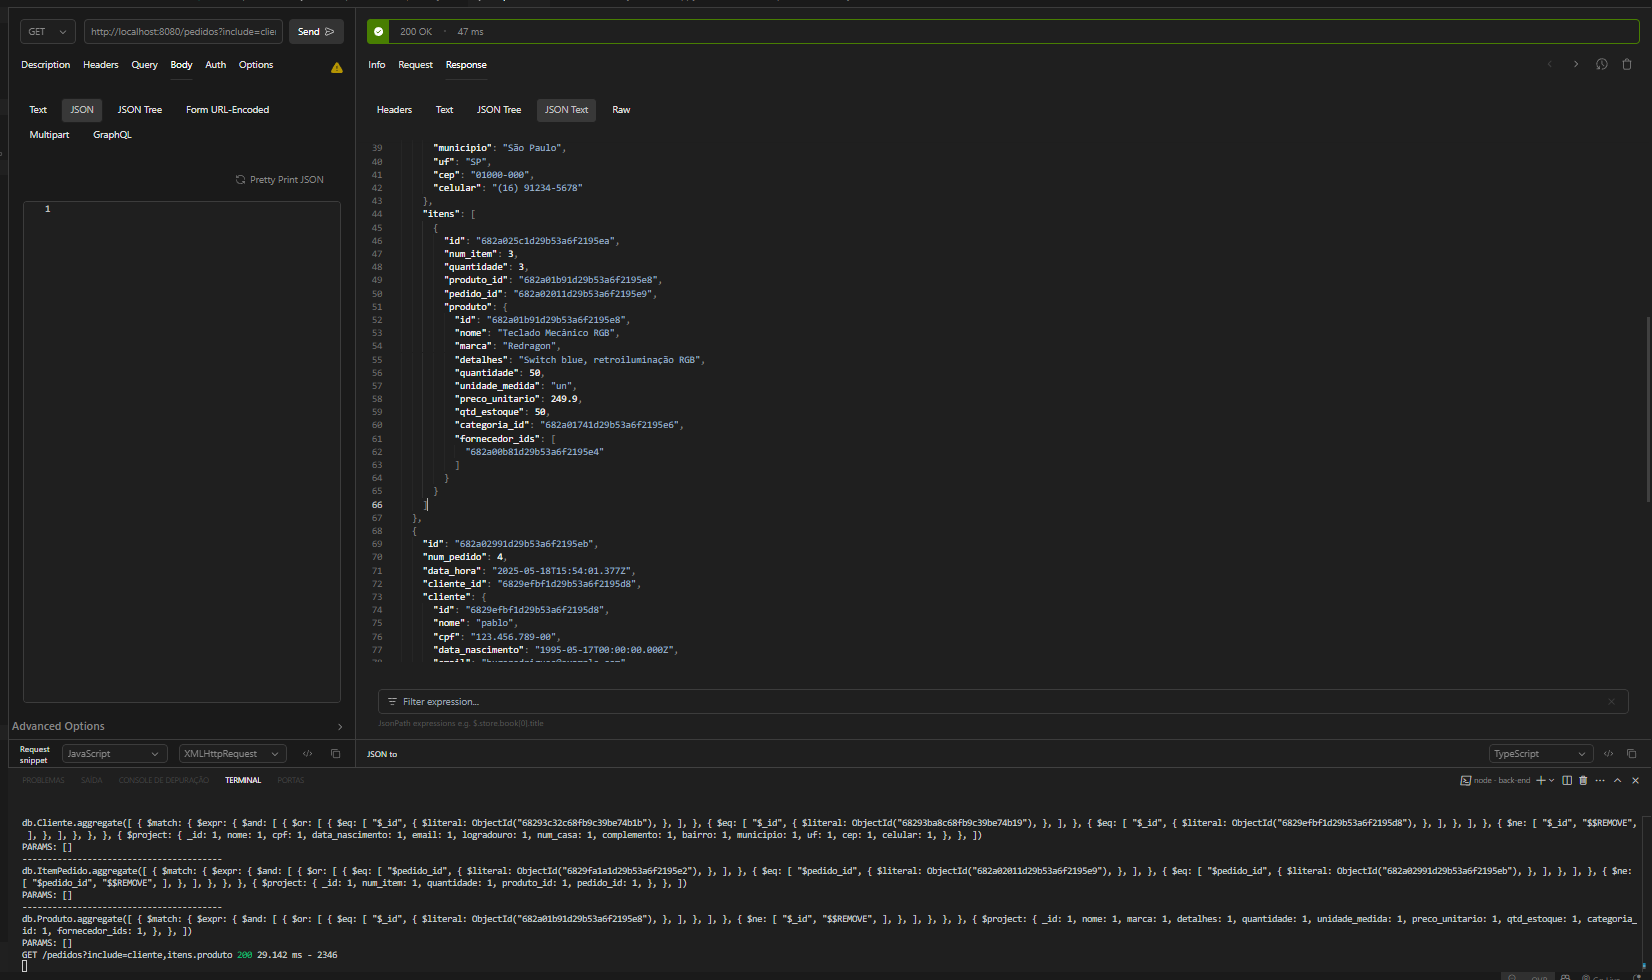 GET
http://localhost:8080/pedidos?include=clie
Send
200 OK · 47 ms
Description Headers Query Body Auth Options
Info Request Response
Text JSON JSON Tree Form URL-Encoded
Multipart GraphQL
Headers Text JSON Tree JSON Text Raw
Pretty Print JSON
1
39 "municipio": "São Paulo",
40 "uf": "SP",
41 "cep": "01000-000",
42 "celular": "(16) 91234-5678"
43 },
44 "itens": [
45 {
46 "id": "682a025c1d29b53a6f2195ea",
47 "num_item": 3,
48 "quantidade": 3,
49 "produto_id": "682a01b91d29b53a6f2195e8",
50 "pedido_id": "682a02011d29b53a6f2195e9",
51 "produto": {
52 "id": "682a01b91d29b53a6f2195e8",
53 "nome": "Teclado Mecânico RGB",
54 "marca": "Redragon",
55 "detalhes": "Switch blue, retroiluminação RGB",
56 "quantidade": 50,
57 "unidade_medida": "un",
58 "preco_unitario": 249.9,
59 "qtd_estoque": 50,
60 "categoria_id": "682a01741d29b53a6f2195e6",
61 "fornecedor_ids": [
62 "682a00b81d29b53a6f2195e4"
63 ]
64 }
65 }
66 ]
67 },
68 {
69 "id": "682a02991d29b53a6f2195eb",
70 "num_pedido": 4,
71 "data_hora": "2025-05-18T15:54:01.377Z",
72 "cliente_id": "6829efbf1d29b53a6f2195d8",
73 "cliente": {
74 "id": "6829efbf1d29b53a6f2195d8",
75 "nome": "pablo",
76 "cpf": "123.456.789-00",
77 "data_nascimento": "1995-05-17T00:00:00.000Z",
Filter expression...
JsonPath expressions e.g. $.store.book[0].title
Advanced Options
Request snippet JavaScript XMLHttpRequest
JSON to TypeScript
PROBLEMAS SAÍDA CONSOLE DE DEPURAÇÃO TERMINAL PORTAS
node - back-end
db.Cliente.aggregate([ { $match: { $expr: { $and: [ { $or: [ { $eq: [ "$_id", { $literal: ObjectId("68293c32c68fb9c39be74b1b") }, ], }, { $eq: [ "$_id", { $literal: ObjectId("68293ba8c68fb9c39be74b19"), }, ], }, { $eq: [ "$_id", { $literal: ObjectId("6829efbf1d29b53a6f2195d8"), }, ], }, ], }, { $ne: [ "$_id", "$$REMOVE",
], }, ], }, }, }, { $project: { _id: 1, nome: 1, cpf: 1, data_nascimento: 1, email: 1, logradouro: 1, num_casa: 1, complemento: 1, bairro: 1, municipio: 1, uf: 1, cep: 1, celular: 1, }, }, ])
PARAMS: []
----------------------------------------
db.ItemPedido.aggregate([ { $match: { $expr: { $and: [ { $or: [ { $eq: [ "$pedido_id", { $literal: ObjectId("6829fa1a1d29b53a6f2195e2"), }, ], }, { $eq: [ "$pedido_id", { $literal: ObjectId("682a02011d29b53a6f2195e9"), }, ], }, { $eq: [ "$pedido_id", { $literal: ObjectId("682a02991d29b53a6f2195eb"), }, ], }, ], }, { $ne:
[ "$pedido_id", "$$REMOVE", ], }, ], }, }, }, { $project: { _id: 1, num_item: 1, quantidade: 1, produto_id: 1, pedido_id: 1, }, }, ])
PARAMS: []
----------------------------------------
db.Produto.aggregate([ { $match: { $expr: { $and: [ { $or: [ { $eq: [ "$_id", { $literal: ObjectId("682a01b91d29b53a6f2195e8"), }, ], }, ], }, { $ne: [ "$_id", "$$REMOVE", ], }, ], }, }, }, { $project: { _id: 1, nome: 1, marca: 1, detalhes: 1, quantidade: 1, unidade_medida: 1, preco_unitario: 1, qtd_estoque: 1, categoria_
id: 1, fornecedor_ids: 1, }, }, ])
PARAMS: []
GET /pedidos?include=cliente,itens.produto 200 29.142 ms - 2346